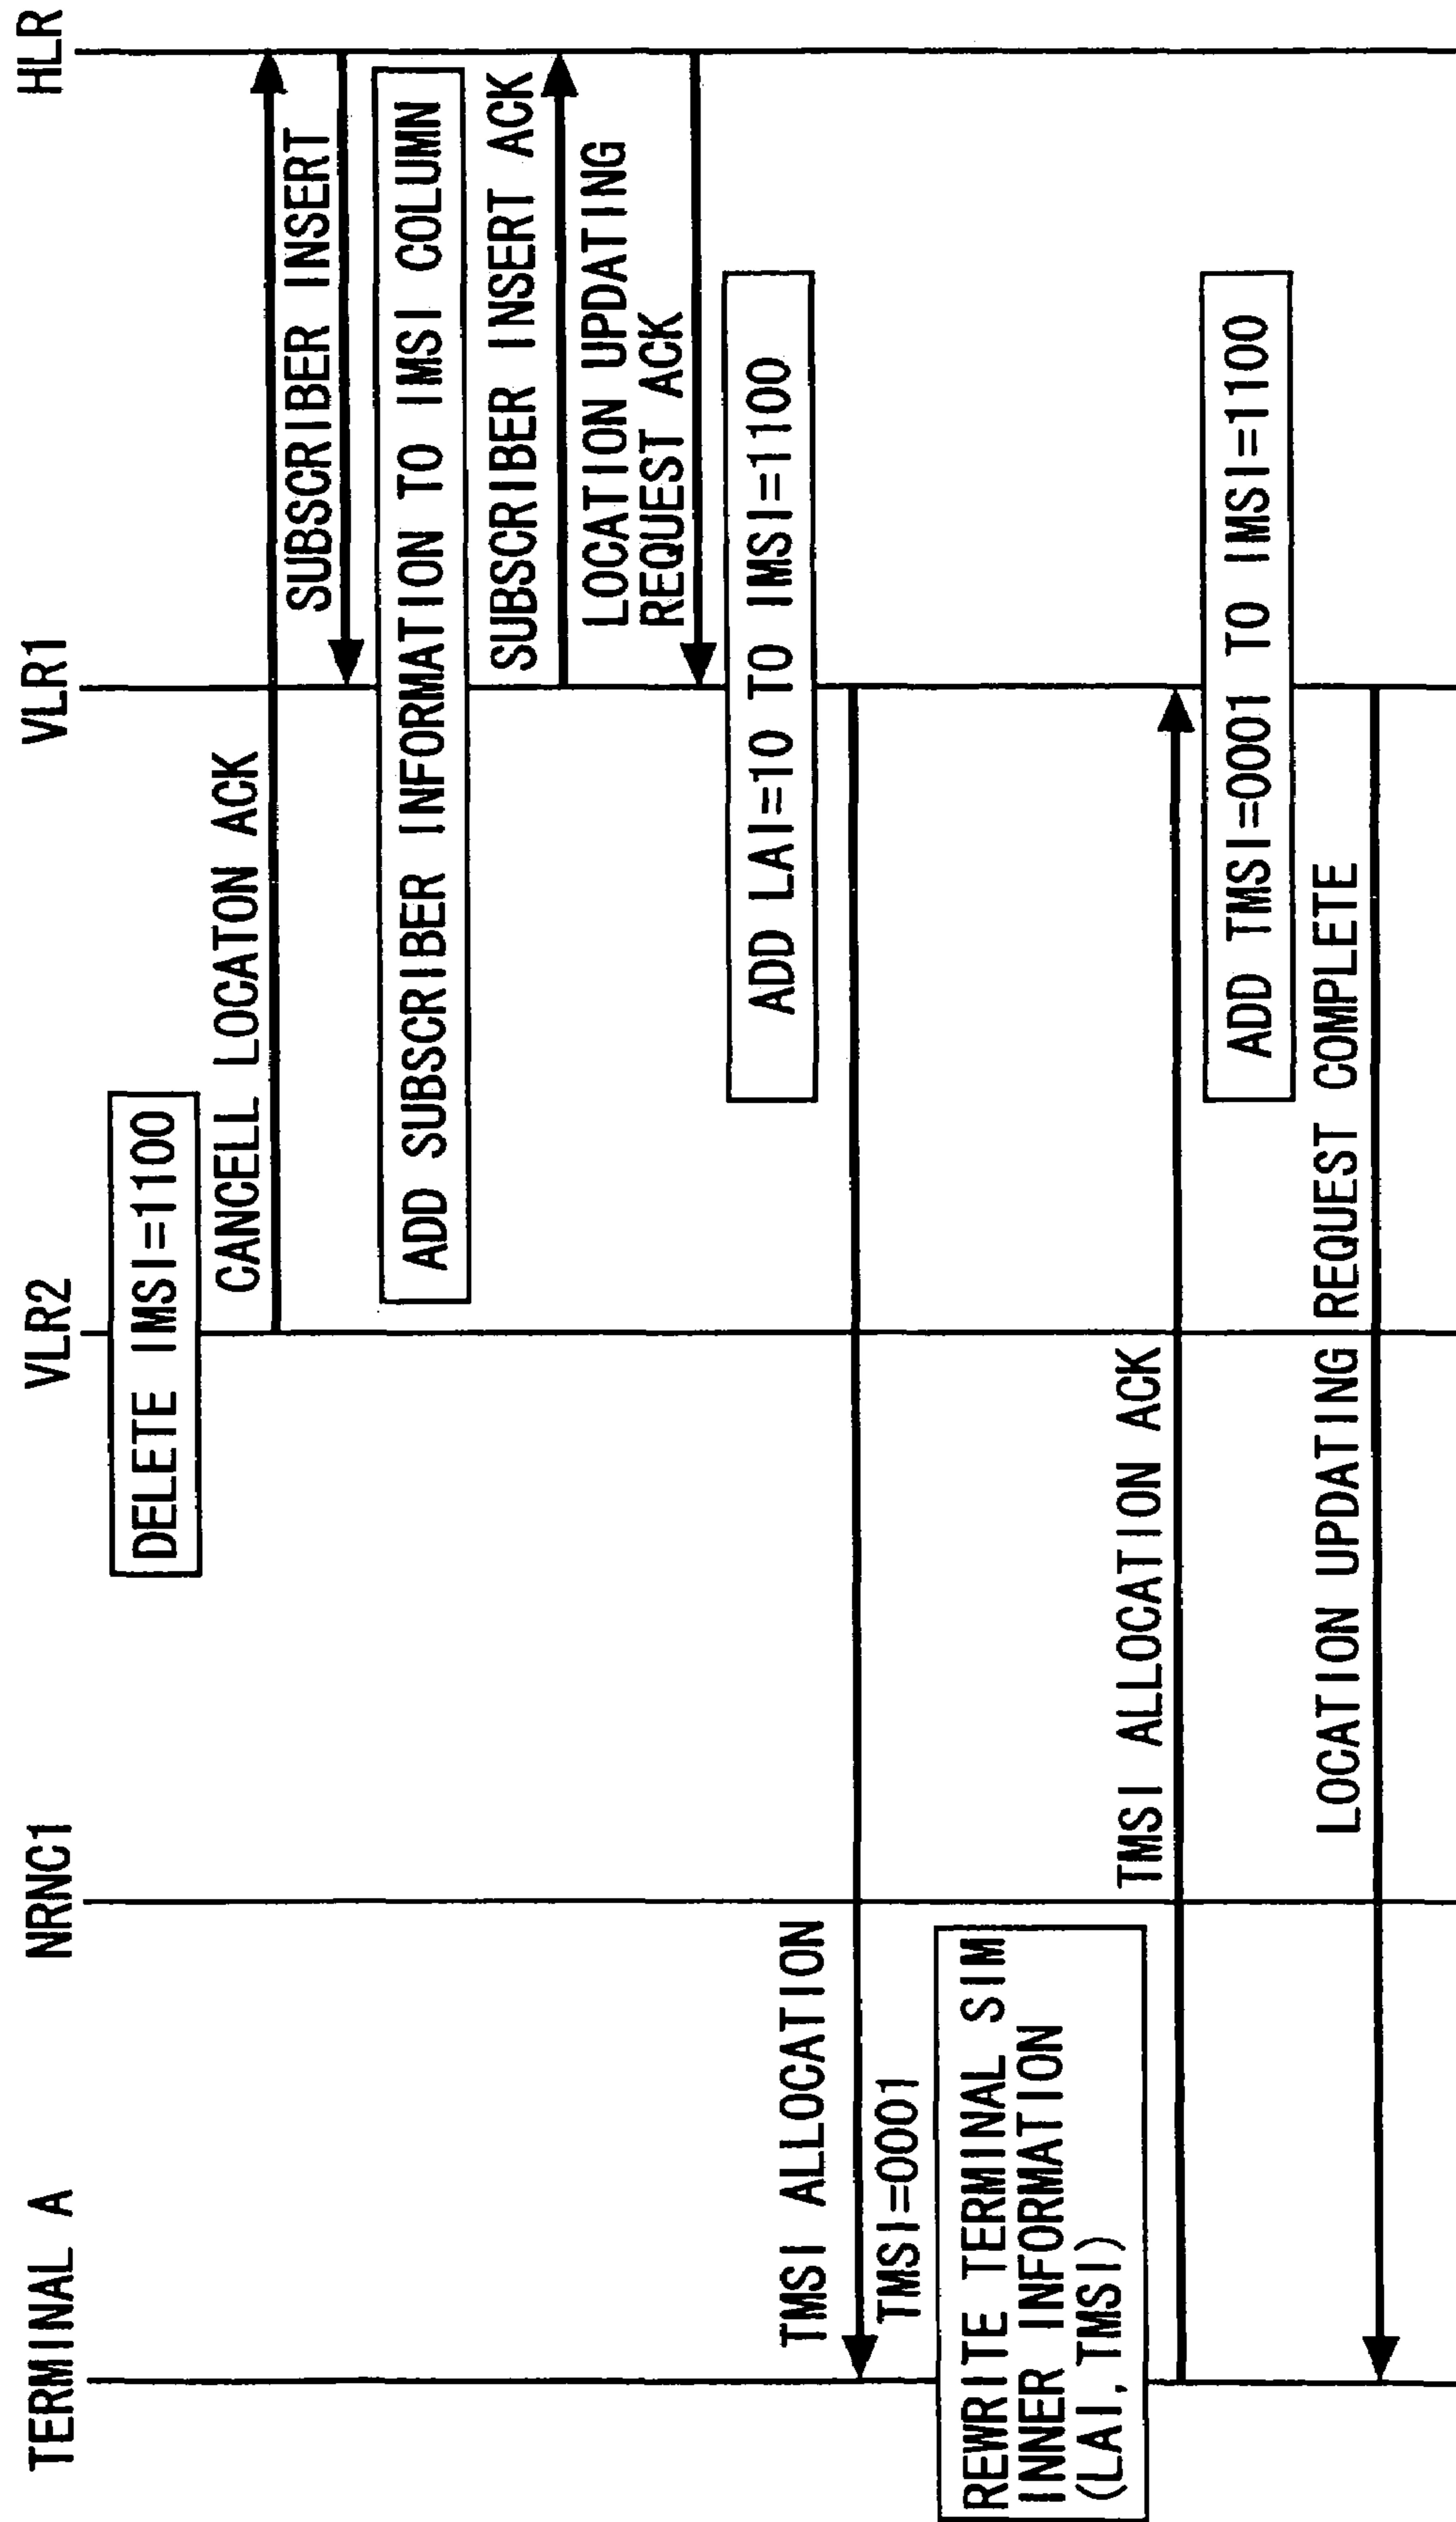 TERMINAL A
NRNC1
VLR2
VLR1
HLR
DELETE IMSI=1100
CANCELL LOCATON ACK
SUBSCRIBER INSERT
ADD SUBSCRIBER INFORMATION TO IMSI COLUMN
SUBSCRIBER INSERT ACK
LOCATION UPDATING
REQUEST ACK
ADD LAI=10 TO IMSI=1100
TMSI ALLOCATION
TMSI=0001
REWRITE TERMINAL SIM
INNER INFORMATION
(LAI, TMSI)
TMSI ALLOCATION ACK
ADD TMSI=0001 TO IMSI=1100
LOCATION UPDATING REQUEST COMPLETE